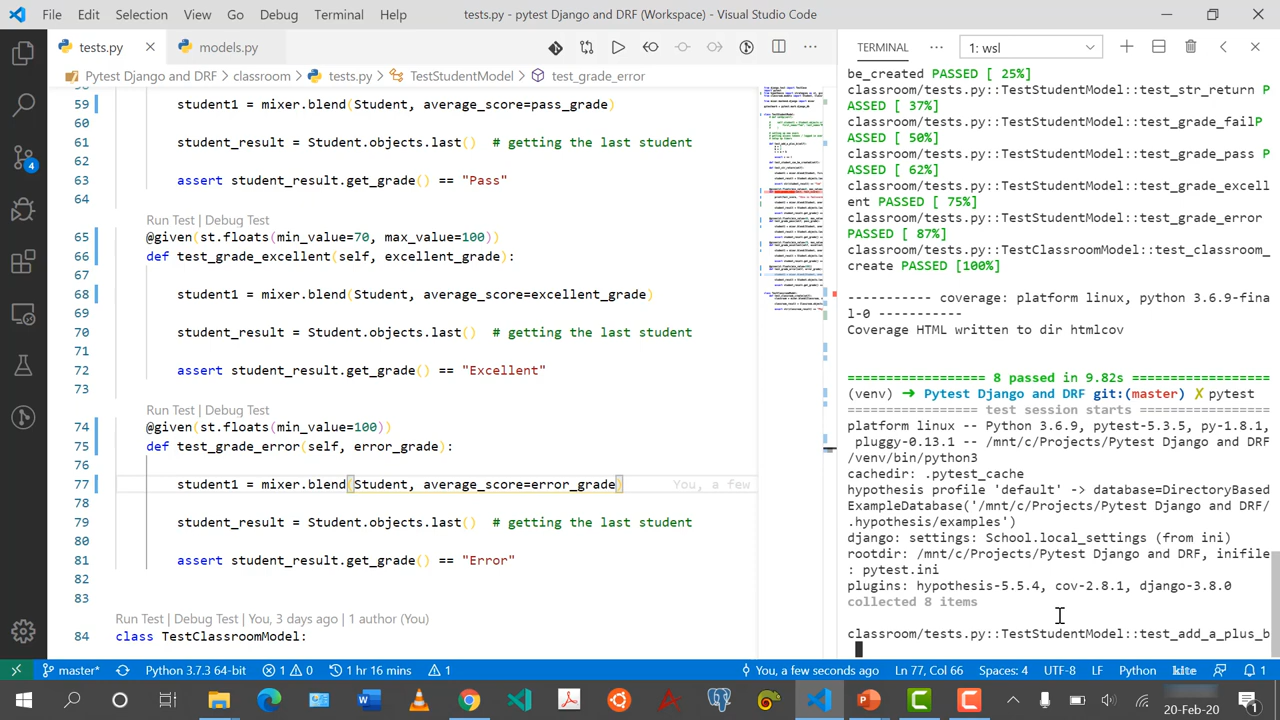 File Edit View Go Debug Terminal Help tests.py - pytest Django and DRF (Workspace) - Visual Studio Code
tests.py
models.py
Pytest Django and DRF > classroom > tests.py > TestStudentModel > test_grade_error
student1 = mixer.blend(Student, average_score=pass_grade)
student_result = Student.objects.last()  # getting the last student
61
62
63
assert student_result.get_grade() == "Pass"
64
65
Run Test | Debug Test
66
@given(st.floats(min_value=70, max_value=100))
67
def test_grade_excellent(self, excellent_grade):
68
student1 = mixer.blend(Student, average_score=excellent_grade)
69
70
student_result = Student.objects.last()  # getting the last student
71
72
assert student_result.get_grade() == "Excellent"
73
Run Test | Debug Test
74
@given(st.floats(min_value=100))
75
def test_grade_error(self, error_grade):
76
77
student1 = mixer.blend(Student, average_score=error_grade)
You, a few
78
79
student_result = Student.objects.last()  # getting the last student
80
81
assert student_result.get_grade() == "Error"
82
83
Run Test | Debug Test | You, 3 days ago | 1 author (You)
84
class TestClassroomModel:
TERMINAL
1: wsl
be_created PASSED [ 25%]
classroom/tests.py::TestStudentModel::test_str_return P
ASSED [ 37%]
classroom/tests.py::TestStudentModel::test_grade_fail P
ASSED [ 50%]
classroom/tests.py::TestStudentModel::test_grade_pass P
ASSED [ 62%]
classroom/tests.py::TestStudentModel::test_grade_excell
ent PASSED [ 75%]
classroom/tests.py::TestStudentModel::test_grade_error
PASSED [ 87%]
classroom/tests.py::TestClassroomModel::test_classroom_
create PASSED [100%]
----------- coverage: platform linux, python 3.6.9-fina
l-0 -----------
Coverage HTML written to dir htmlcov
================== 8 passed in 9.82s ==================
(venv) ➜ Pytest Django and DRF git:(master) ✗ pytest
================ test session starts =================
platform linux -- Python 3.6.9, pytest-5.3.5, py-1.8.1,
pluggy-0.13.1 -- /mnt/c/Projects/Pytest Django and DRF
/venv/bin/python3
cachedir: .pytest_cache
hypothesis profile 'default' -> database=DirectoryBased
ExampleDatabase('/mnt/c/Projects/Pytest Django and DRF/
.hypothesis/examples')
django: settings: School.local_settings (from ini)
rootdir: /mnt/c/Projects/Pytest Django and DRF, inifile
: pytest.ini
plugins: hypothesis-5.5.4, cov-2.8.1, django-3.8.0
collected 8 items
classroom/tests.py::TestStudentModel::test_add_a_plus_b
4
master*
Python 3.7.3 64-bit
1
0
1 hr 16 mins
1
You, a few seconds ago
Ln 77, Col 66
Spaces: 4
UTF-8
LF
Python
kite
1
20-Feb-20